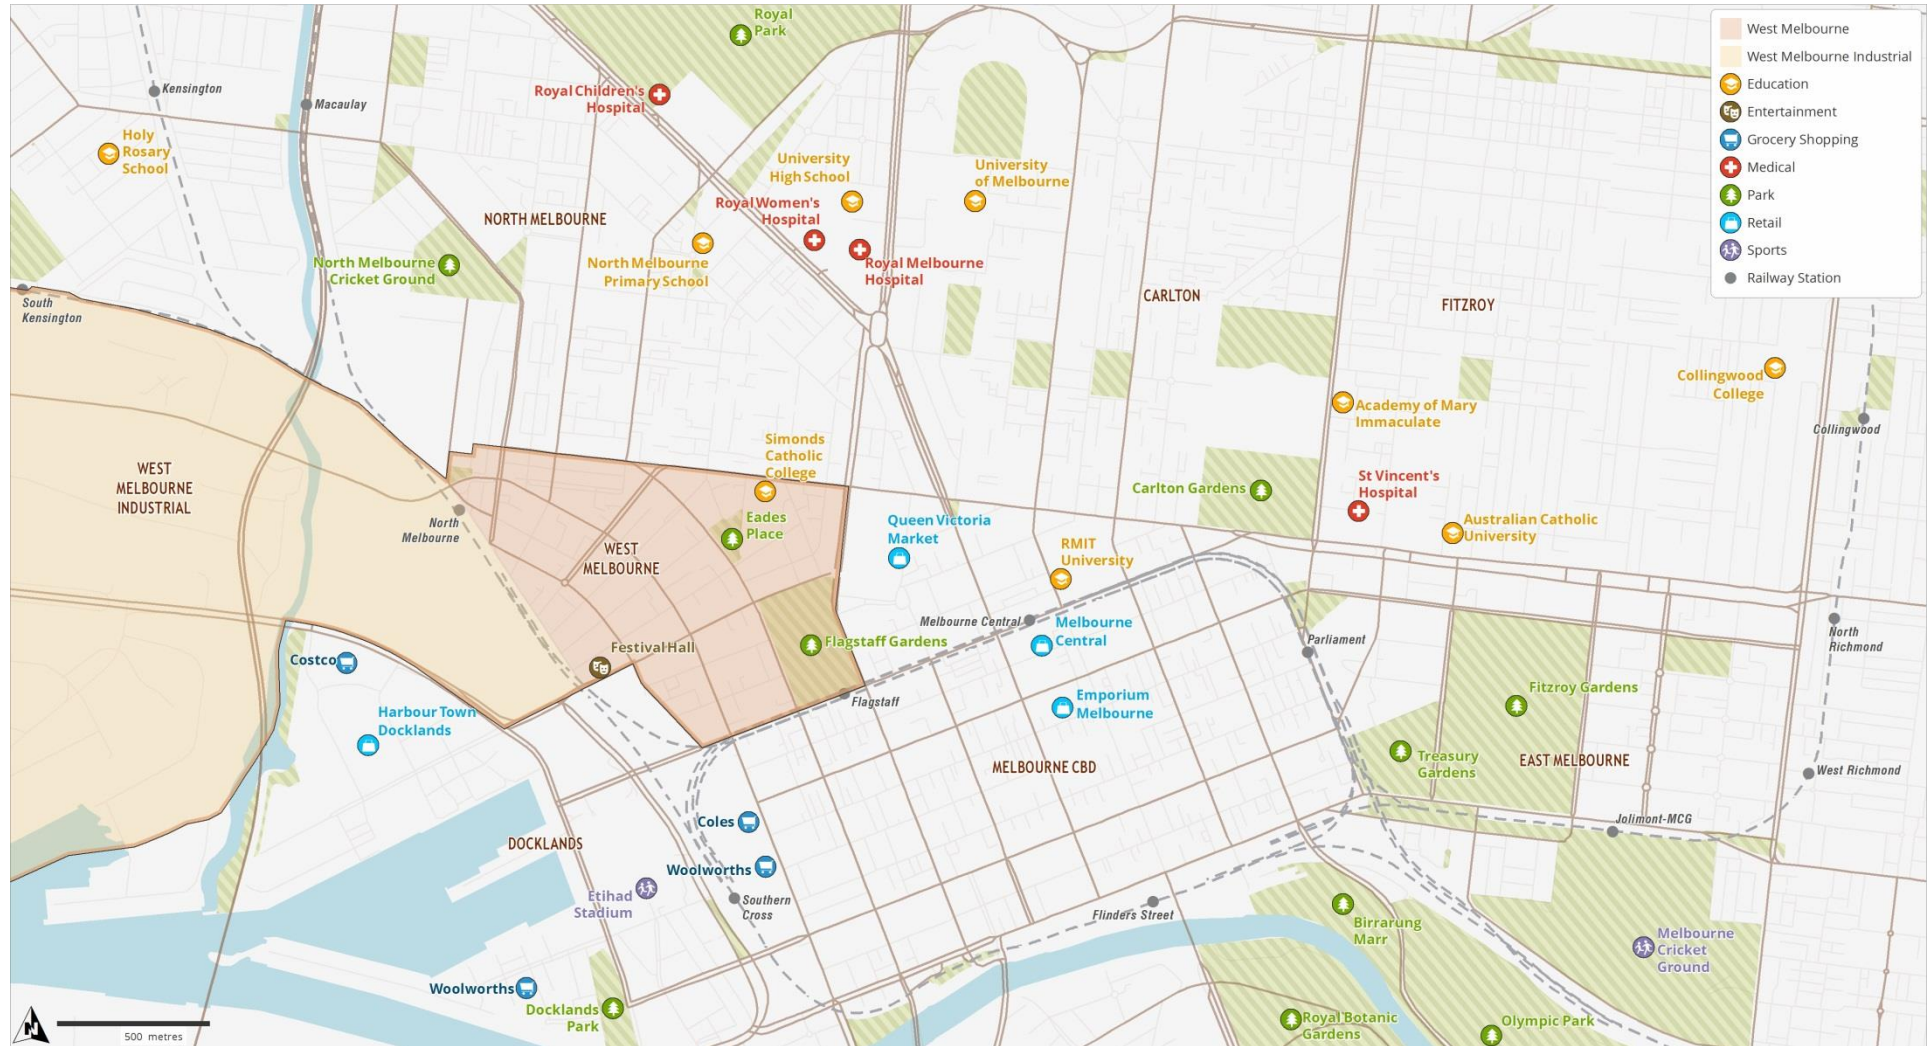 Royal
Park
West Melbourne
West Melbourne Industrial
Education
Entertainment
Grocery Shopping
Medical
Park
Retail
Sports
Railway Station
Kensington
Macaulay
Royal Children's
Hospital
Holy
Rosary
School
University
High School
University
of Melbourne
Royal Women's
Hospital
NORTH MELBOURNE
North Melbourne
Cricket Ground
North Melbourne
Primary School
Royal Melbourne
Hospital
CARLTON
FITZROY
South
Kensington
Collingwood
College
Academy of Mary
Immaculate
Collingwood
Simonds
Catholic
College
WEST
MELBOURNE
INDUSTRIAL
North
Melbourne
Carlton Gardens
St Vincent's
Hospital
Eades
Place
Queen Victoria
Market
Australian Catholic
University
WEST
MELBOURNE
RMIT
University
Melbourne Central
Melbourne
Central
Parliament
North
Richmond
Festival Hall
Flagstaff Gardens
Costco
Flagstaff
Emporium
Melbourne
Fitzroy Gardens
Harbour Town
Docklands
MELBOURNE CBD
Treasury
Gardens
EAST MELBOURNE
West Richmond
Coles
Jolimont-MCG
DOCKLANDS
Woolworths
Etihad
Stadium
Southern
Cross
Flinders Street
Birrarung
Marr
Melbourne
Cricket
Ground
Woolworths
Docklands
Park
Royal Botanic
Gardens
Olympic Park
N
500 metres